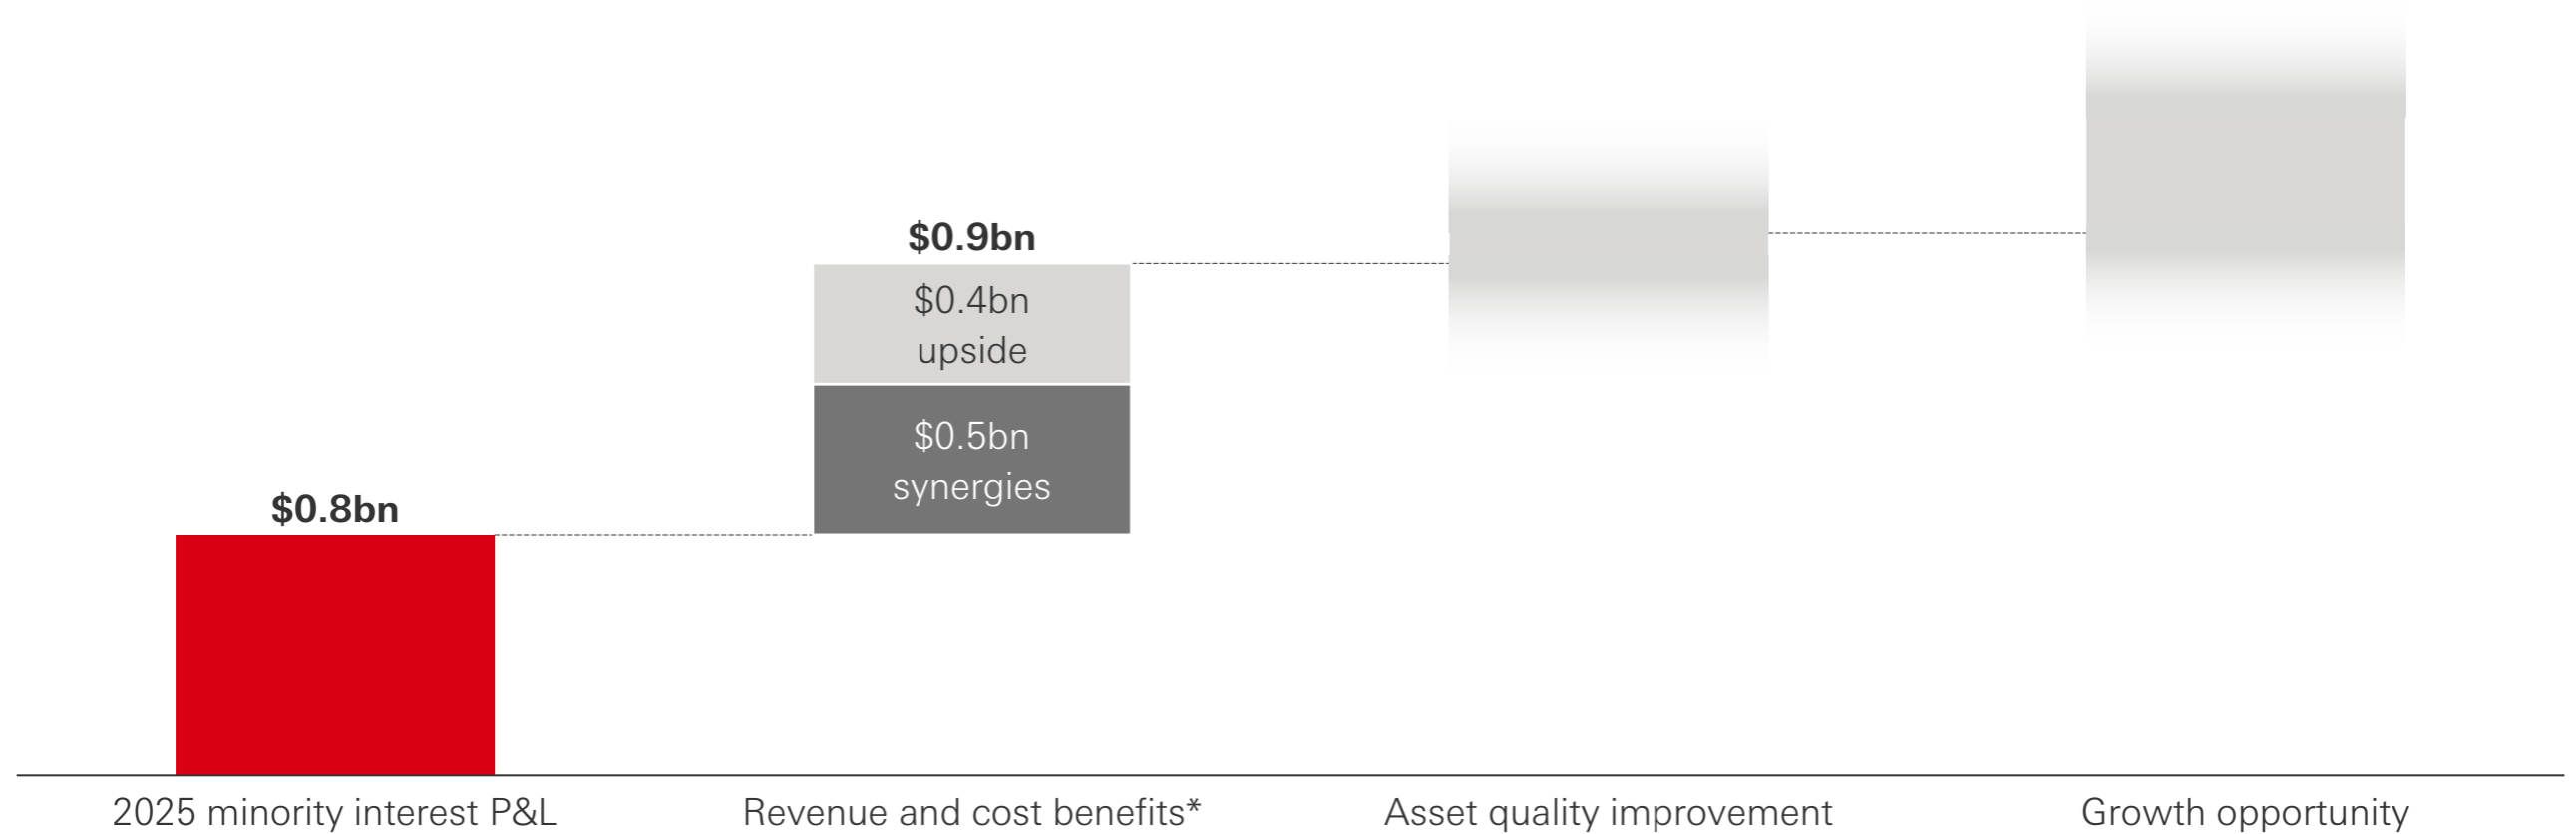 $0.9bn
$0.4bn
upside
$0.5bn
synergies
$0.8bn
2025 minority interest P&L
Revenue and cost benefits*
Asset quality improvement
Growth opportunity